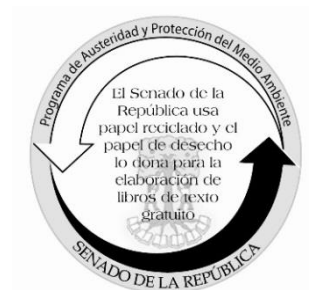 Programa de Austeridad y Protección del Medio Ambiente
El Senado de la
República usa
papel reciclado y el
papel de desecho
lo dona para la
elaboración de
libros de texto
gratuito
SENADO DE LA REPÚBLICA